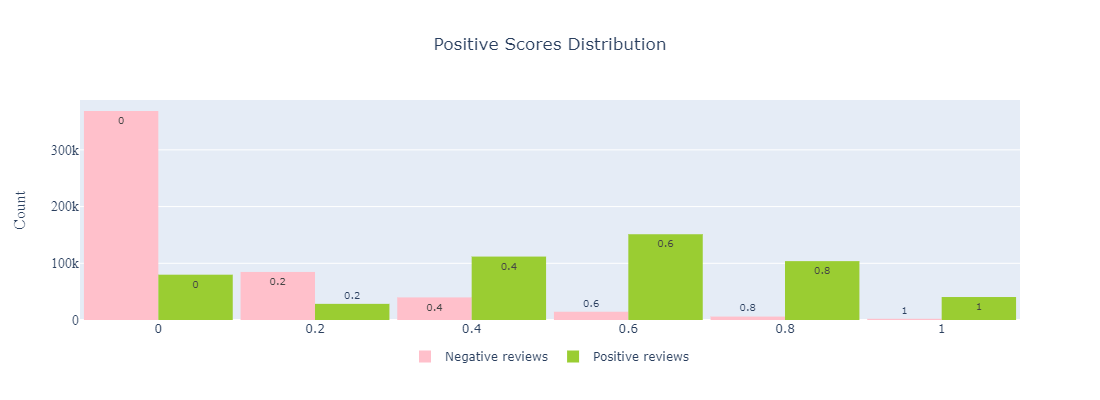 Positive Scores Distribution
Count
300k
200k
100k
0
0
0
0.2
0.2
0.4
0.4
0.6
0.6
0.8
0.8
1
1
0 0.2 0.4 0.6 0.8 1
Negative reviews Positive reviews